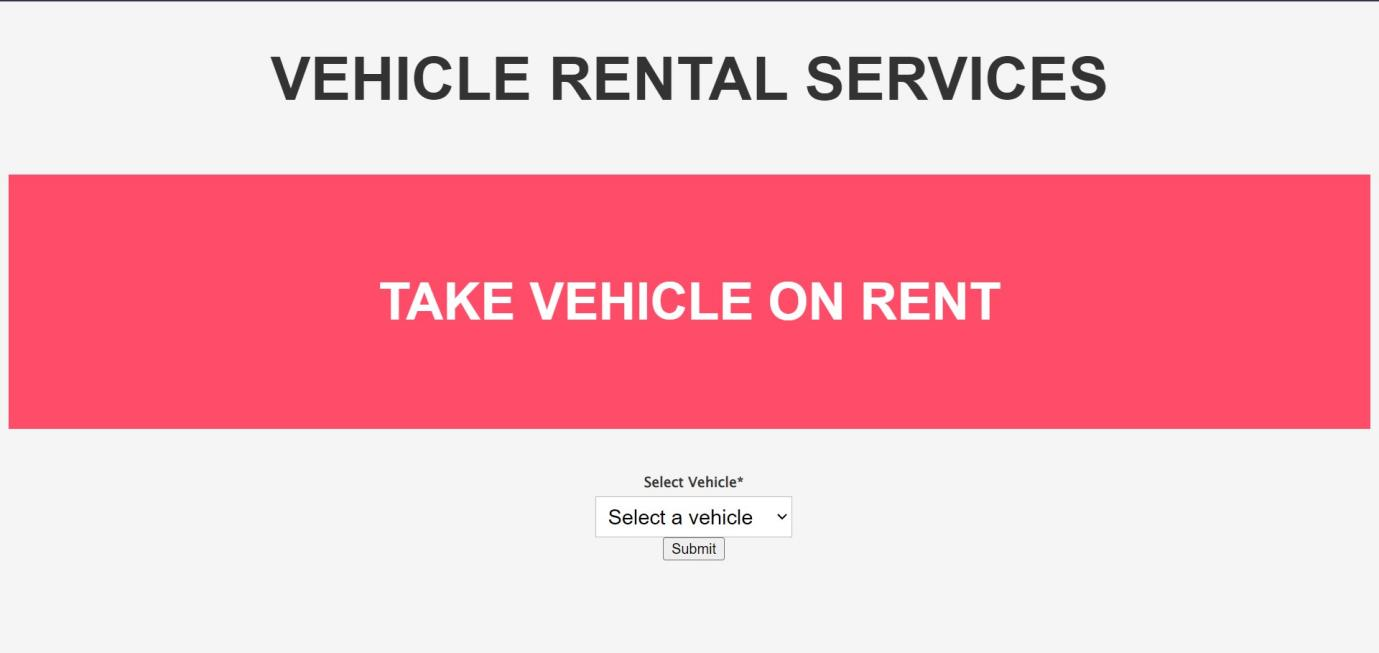 VEHICLE RENTAL SERVICES
TAKE VEHICLE ON RENT
Select Vehicle*
Select a vehicle
Submit